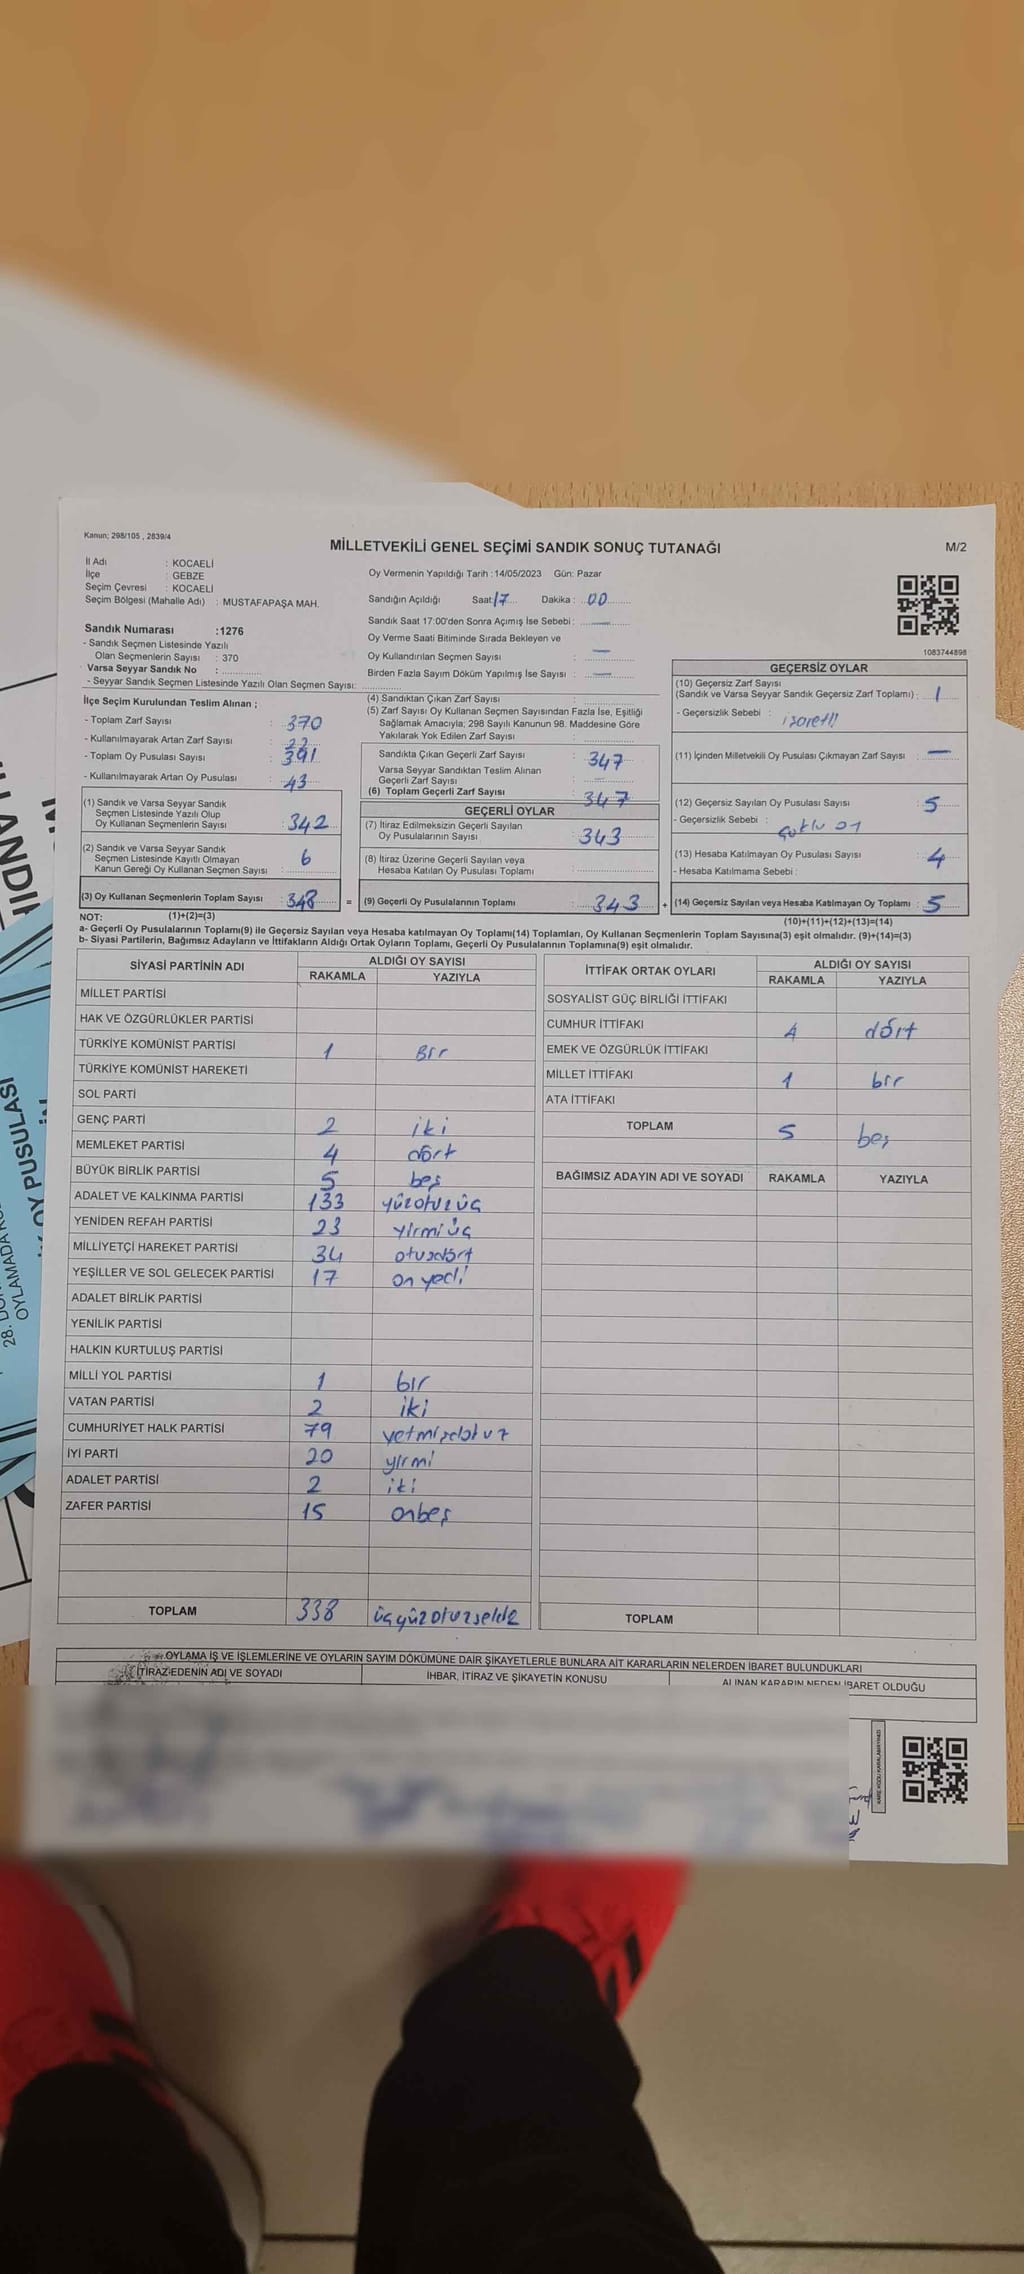 Kanun; 298/105 , 2839/4
MİLLETVEKİLİ GENEL SEÇİMİ SANDIK SONUÇ TUTANAĞI
M/2
İl Adı : KOCAELİ
İlçe : GEBZE
Seçim Çevresi : KOCAELİ
Seçim Bölgesi (Mahalle Adı) : MUSTAFAPAŞA MAH.
Sandık Numarası :1276
- Sandık Seçmen Listesinde Yazılı
Olan Seçmenlerin Sayısı : 370
Varsa Seyyar Sandık No :
- Seyyar Sandık Seçmen Listesinde Yazılı Olan Seçmen Sayısı:
Oy Vermenin Yapıldığı Tarih :14/05/2023 Gün: Pazar
Sandığın Açıldığı Saat 17 Dakika : 00
Sandık Saat 17:00'den Sonra Açımış İse Sebebi : —
Oy Verme Saati Bitiminde Sırada Bekleyen ve
Oy Kullandırılan Seçmen Sayısı : —
Birden Fazla Sayım Döküm Yapılmış İse Sayısı : —
1083744898
İlçe Seçim Kurulundan Teslim Alınan ;
- Toplam Zarf Sayısı : 370
- Kullanılmayarak Artan Zarf Sayısı : 22
- Toplam Oy Pusulası Sayısı : 391
- Kullanılmayarak Artan Oy Pusulası : 43
(1) Sandık ve Varsa Seyyar Sandık
Seçmen Listesinde Yazılı Olup
Oy Kullanan Seçmenlerin Sayısı : 342
(2) Sandık ve Varsa Seyyar Sandık
Seçmen Listesinde Kayıtlı Olmayan
Kanun Gereği Oy Kullanan Seçmen Sayısı : 6
(3) Oy Kullanan Seçmenlerin Toplam Sayısı : 348 =
(4) Sandıktan Çıkan Zarf Sayısı :
(5) Zarf Sayısı Oy Kullanan Seçmen Sayısından Fazla İse, Eşitliği
Sağlamak Amacıyla; 298 Sayılı Kanunun 98. Maddesine Göre
Yakılarak Yok Edilen Zarf Sayısı :
Sandıkta Çıkan Geçerli Zarf Sayısı : 347
Varsa Seyyar Sandıktan Teslim Alınan
Geçerli Zarf Sayısı :
(6) Toplam Geçerli Zarf Sayısı : 347
GEÇERLİ OYLAR
(7) İtiraz Edilmeksizin Geçerli Sayılan
Oy Pusulalarının Sayısı : 343
(8) İtiraz Üzerine Geçerli Sayılan veya
Hesaba Katılan Oy Pusulası Toplamı :
(9) Geçerli Oy Pusulalarının Toplamı : 343 +
GEÇERSİZ OYLAR
(10) Geçersiz Zarf Sayısı
(Sandık ve Varsa Seyyar Sandık Geçersiz Zarf Toplamı) : 1
- Geçersizlik Sebebi : işaretli
(11) İçinden Milletvekili Oy Pusulası Çıkmayan Zarf Sayısı : —
(12) Geçersiz Sayılan Oy Pusulası Sayısı : 5
- Geçersizlik Sebebi : çoklu oy
(13) Hesaba Katılmayan Oy Pusulası Sayısı : 4
- Hesaba Katılmama Sebebi :
(14) Geçersiz Sayılan veya Hesaba Katılmayan Oy Toplamı : 5
NOT: (1)+(2)=(3)
(10)+(11)+(12)+(13)=(14)
a- Geçerli Oy Pusulalarının Toplamı(9) ile Geçersiz Sayılan veya Hesaba katılmayan Oy Toplamı(14) Toplamları, Oy Kullanan Seçmenlerin Toplam Sayısına(3) eşit olmalıdır. (9)+(14)=(3)
b- Siyasi Partilerin, Bağımsız Adayların ve İttifakların Aldığı Ortak Oyların Toplamı, Geçerli Oy Pusulalarının Toplamına(9) eşit olmalıdır.
SİYASİ PARTİNİN ADI ALDIĞI OY SAYISI
RAKAMLA YAZIYLA
MİLLET PARTİSİ
HAK VE ÖZGÜRLÜKLER PARTİSİ
TÜRKİYE KOMÜNİST PARTİSİ 1 Bir
TÜRKİYE KOMÜNİST HAREKETİ
SOL PARTİ
GENÇ PARTİ 2 iki
MEMLEKET PARTİSİ 4 dört
BÜYÜK BİRLİK PARTİSİ 5 beş
ADALET VE KALKINMA PARTİSİ 133 yüzotuzüç
YENİDEN REFAH PARTİSİ 23 yirmiüç
MİLLİYETÇİ HAREKET PARTİSİ 34 otuzdört
YEŞİLLER VE SOL GELECEK PARTİSİ 17 onyedi
ADALET BİRLİK PARTİSİ
YENİLİK PARTİSİ
HALKIN KURTULUŞ PARTİSİ
MİLLİ YOL PARTİSİ 1 bir
VATAN PARTİSİ 2 iki
CUMHURİYET HALK PARTİSİ 79 yetmişdokuz
İYİ PARTİ 20 yirmi
ADALET PARTİSİ 2 iki
ZAFER PARTİSİ 15 onbeş
TOPLAM 338 üçyüzotuzsekiz
İTTİFAK ORTAK OYLARI ALDIĞI OY SAYISI
RAKAMLA YAZIYLA
SOSYALİST GÜÇ BİRLİĞİ İTTİFAKI
CUMHUR İTTİFAKI 4 dört
EMEK VE ÖZGÜRLÜK İTTİFAKI
MİLLET İTTİFAKI 1 bir
ATA İTTİFAKI
TOPLAM 5 beş
BAĞIMSIZ ADAYIN ADI VE SOYADI RAKAMLA YAZIYLA
TOPLAM
OYLAMA İŞ VE İŞLEMLERİNE VE OYLARIN SAYIM DÖKÜMÜNE DAİR ŞİKAYETLERLE BUNLARA AİT KARARLARIN NELERDEN İBARET BULUNDUKLARI
İTİRAZ EDENİN ADI VE SOYADI
İHBAR, İTİRAZ VE ŞİKAYETİN KONUSU
ALINAN KARARIN NEDEN İBARET OLDUĞU
OY PUSULASI